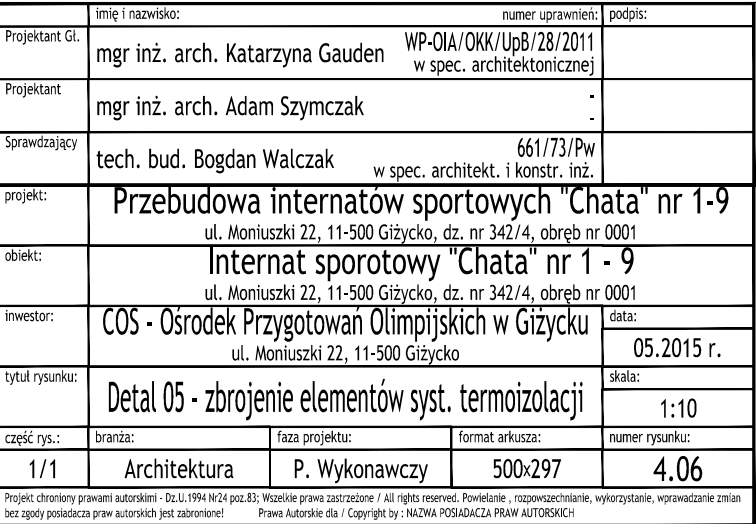 imię i nazwisko: numer uprawnień: podpis:
Projektant Gł. mgr inż. arch. Katarzyna Gauden WP-OIA/OKK/UpB/28/2011
w spec. architektonicznej
Projektant mgr inż. arch. Adam Szymczak -
-
Sprawdzający tech. bud. Bogdan Walczak 661/73/Pw
w spec. architekt. i konstr. inż.
projekt: Przebudowa internatów sportowych "Chata" nr 1-9
ul. Moniuszki 22, 11-500 Giżycko, dz. nr 342/4, obręb nr 0001
obiekt: Internat sporotowy "Chata" nr 1 - 9
ul. Moniuszki 22, 11-500 Giżycko, dz. nr 342/4, obręb nr 0001
inwestor: COS - Ośrodek Przygotowań Olimpijskich w Giżycku data:
ul. Moniuszki 22, 11-500 Giżycko 05.2015 r.
tytuł rysunku: Detal 05 - zbrojenie elementów syst. termoizolacji skala:
1:10
część rys.: branża: faza projektu: format arkusza: numer rysunku:
1/1 Architektura P. Wykonawczy 500x297 4.06
Projekt chroniony prawami autorskimi - Dz.U.1994 Nr24 poz.83; Wszelkie prawa zastrzeżone / All rights reserved. Powielanie , rozpowszechnianie, wykorzystanie, wprawadzanie zmian
bez zgody posiadacza praw autorskich jest zabronione! Prawa Autorskie dla / Copyright by : NAZWA POSIADACZA PRAW AUTORSKICH